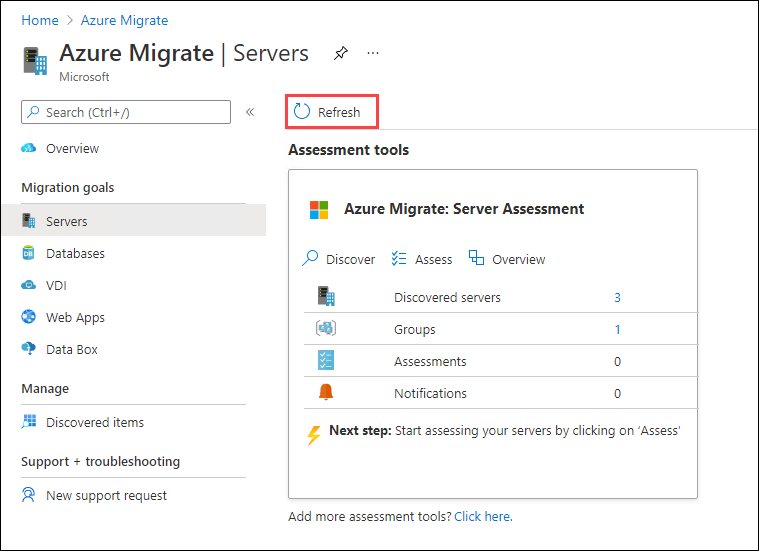 Home > Azure Migrate
Azure Migrate | Servers ...
Microsoft
Search (Ctrl+/) «
Overview
Migration goals
Servers
Databases
VDI
Web Apps
Data Box
Manage
Discovered items
Support + troubleshooting
New support request
Refresh
Assessment tools
Azure Migrate: Server Assessment
Discover Assess Overview
Discovered servers 3
Groups 1
Assessments 0
Notifications 0
Next step: Start assessing your servers by clicking on ‘Assess’
Add more assessment tools? Click here.